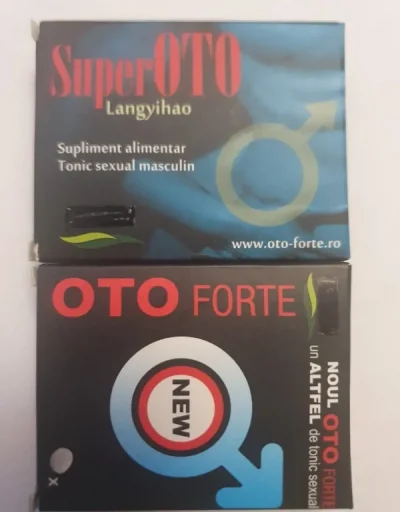 SuperOTO
Langyihao
Supliment alimentar
Tonic sexual masculin
www.oto-forte.ro
OTO FORTE
NEW
NOUL OTO FORTE
un ALTFEL de tonic sexual
x